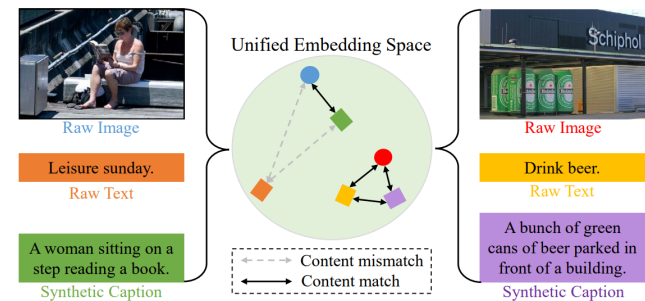 Unified Embedding Space
Raw Image
Leisure sunday.
Raw Text
A woman sitting on a
step reading a book.
Synthetic Caption
Content mismatch
Content match
Schiphol
Raw Image
Drink beer.
Raw Text
A bunch of green
cans of beer parked in
front of a building.
Synthetic Caption